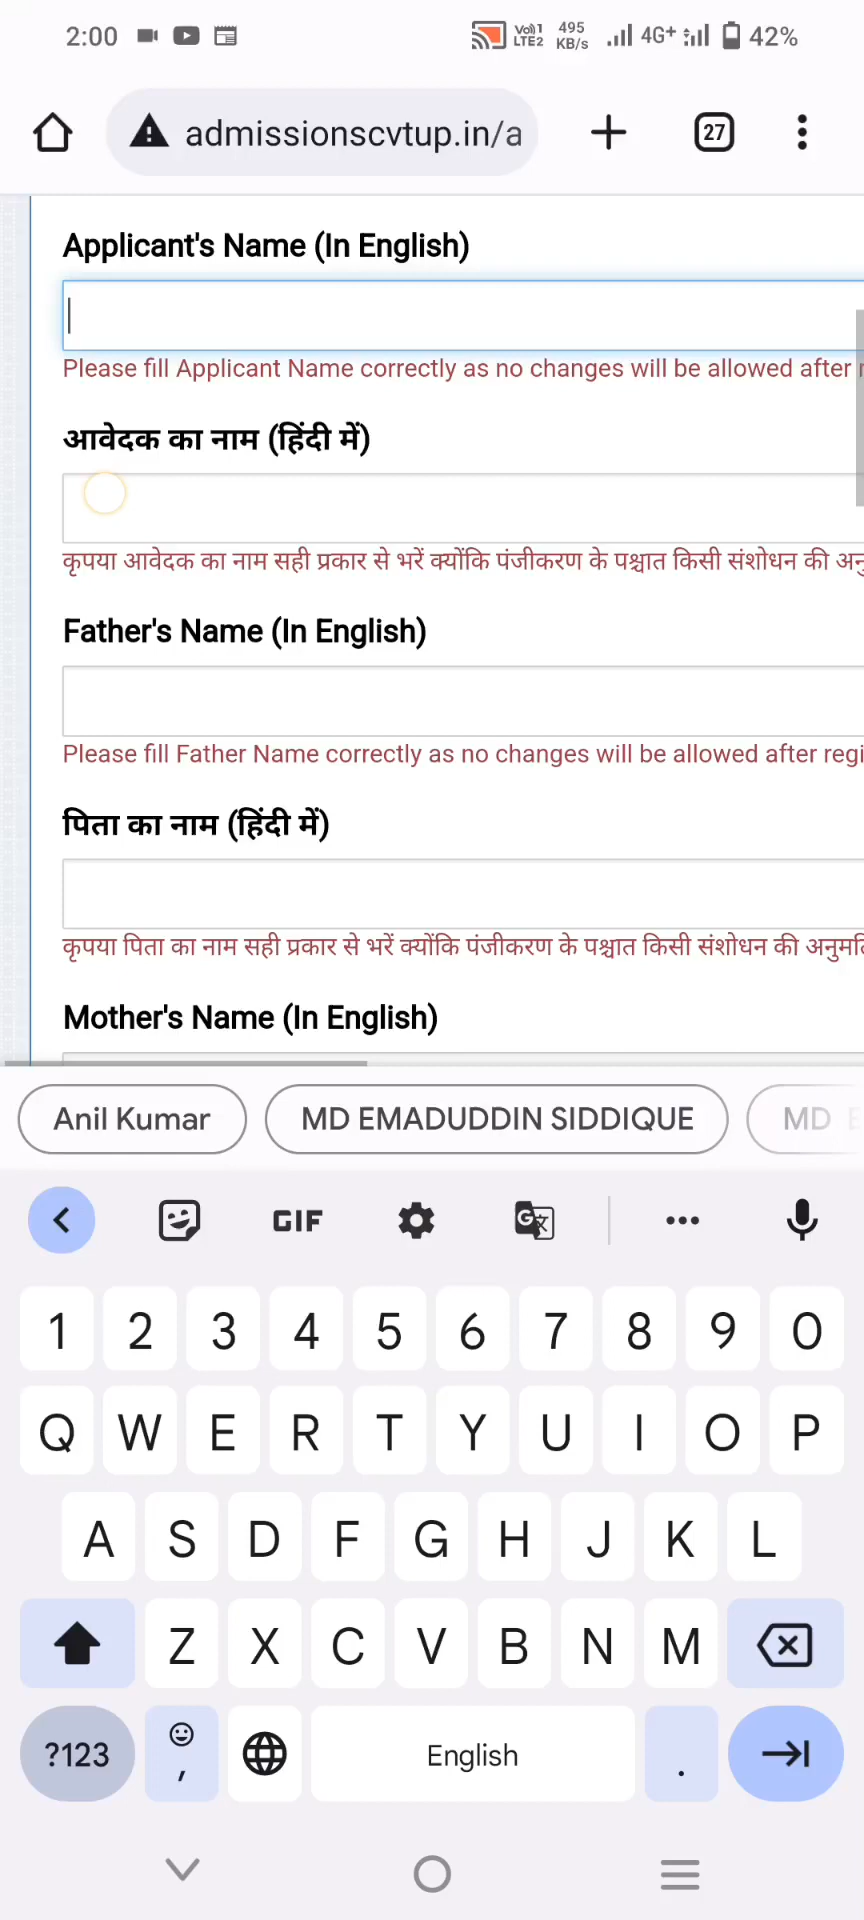 2:00 Vo)) 1 LTE2 495 KB/s 4G+ 42%
admissionscvtup.in/a 27
Applicant's Name (In English)
Please fill Applicant Name correctly as no changes will be allowed after
आवेदक का नाम (हिंदी में)
कृपया आवेदक का नाम सही प्रकार से भरें क्योंकि पंजीकरण के पश्चात किसी संशोधन की
Father's Name (In English)
Please fill Father Name correctly as no changes will be allowed after regi
पिता का नाम (हिंदी में)
कृपया पिता का नाम सही प्रकार से भरें क्योंकि पंजीकरण के पश्चात किसी संशोधन की
Mother's Name (In English)
Anil Kumar MD EMADUDDIN SIDDIQUE MD
GIF
1 2 3 4 5 6 7 8 9 0
Q W E R T Y U I O P
A S D F G H J K L
Z X C V B N M
?123 , English .